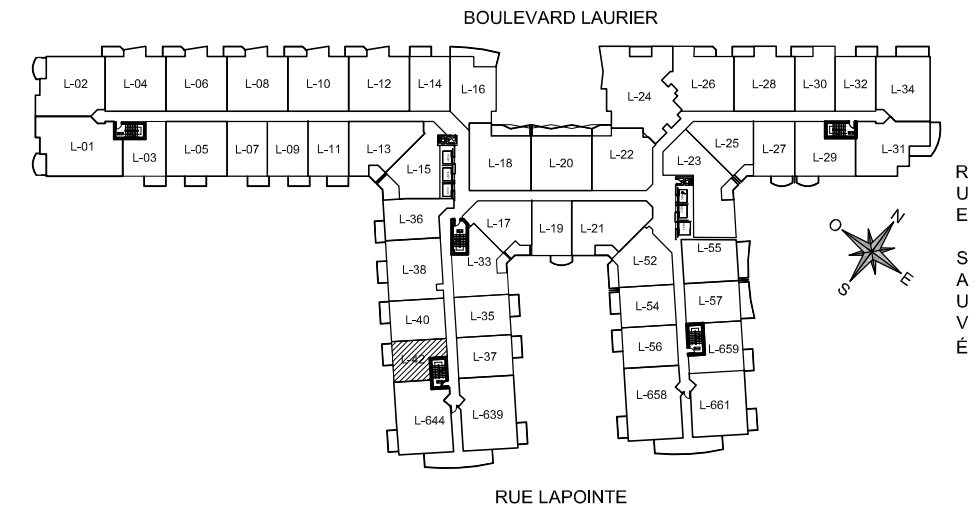 BOULEVARD LAURIER
L-02 L-04 L-06 L-08 L-10 L-12 L-14 L-16 L-24 L-26 L-28 L-30 L-32 L-34
L-01 L-03 L-05 L-07 L-09 L-11 L-13 L-15 L-18 L-20 L-22 L-23 L-25 L-27 L-29 L-31
L-36 L-17 L-19 L-21
L-38 L-33 L-52 L-55
L-40 L-35 L-54 L-57
L-42 L-37 L-56 L-659
L-644 L-639 L-658 L-661
RUE SAUVÉ
O N
S E
RUE LAPOINTE